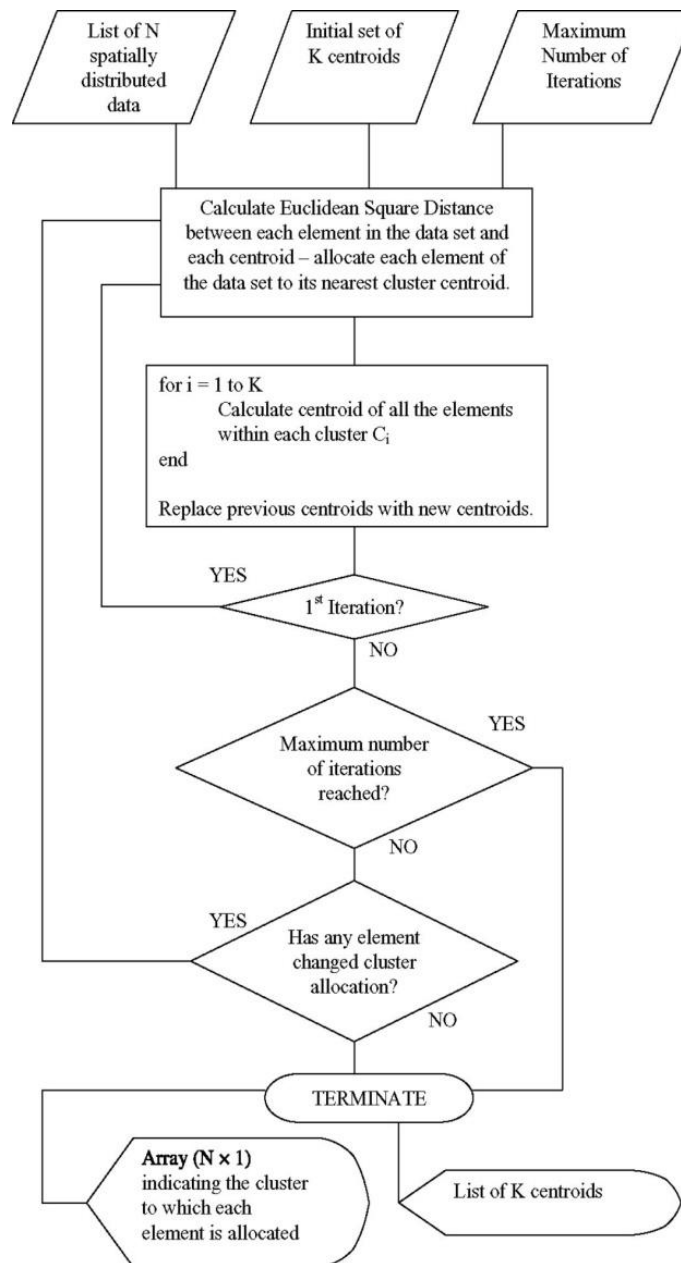 List of N
spatially
distributed
data
Initial set of
K centroids
Maximum
Number of
Iterations
Calculate Euclidean Square Distance
between each element in the data set and
each centroid – allocate each element of
the data set to its nearest cluster centroid.
for i = 1 to K
Calculate centroid of all the elements
within each cluster Ci
end
Replace previous centroids with new centroids.
YES
1st Iteration?
NO
YES
Maximum number
of iterations
reached?
NO
YES
Has any element
changed cluster
allocation?
NO
TERMINATE
Array (N × 1)
indicating the cluster
to which each
element is allocated
List of K centroids